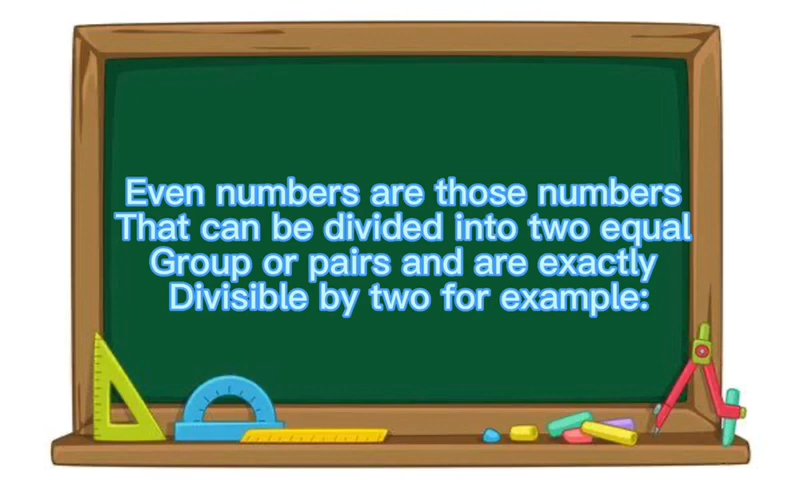 Even numbers are those numbers
That can be divided into two equal
Group or pairs and are exactly
Divisible by two for example: